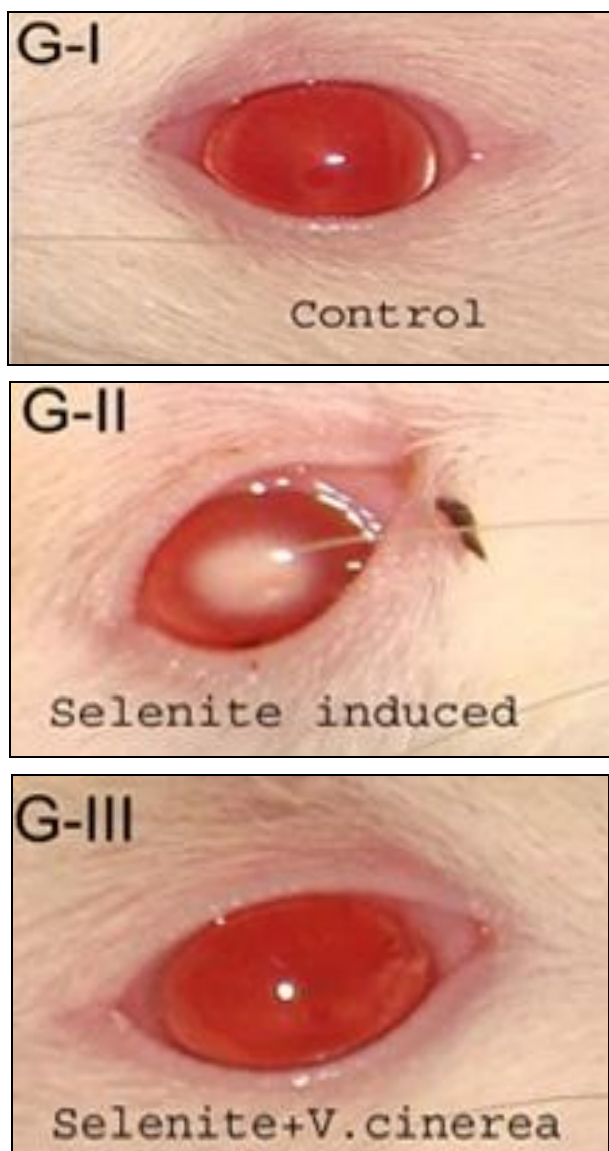 G-I
Control
G-II
Selenite induced
G-III
Selenite+V.cinerea